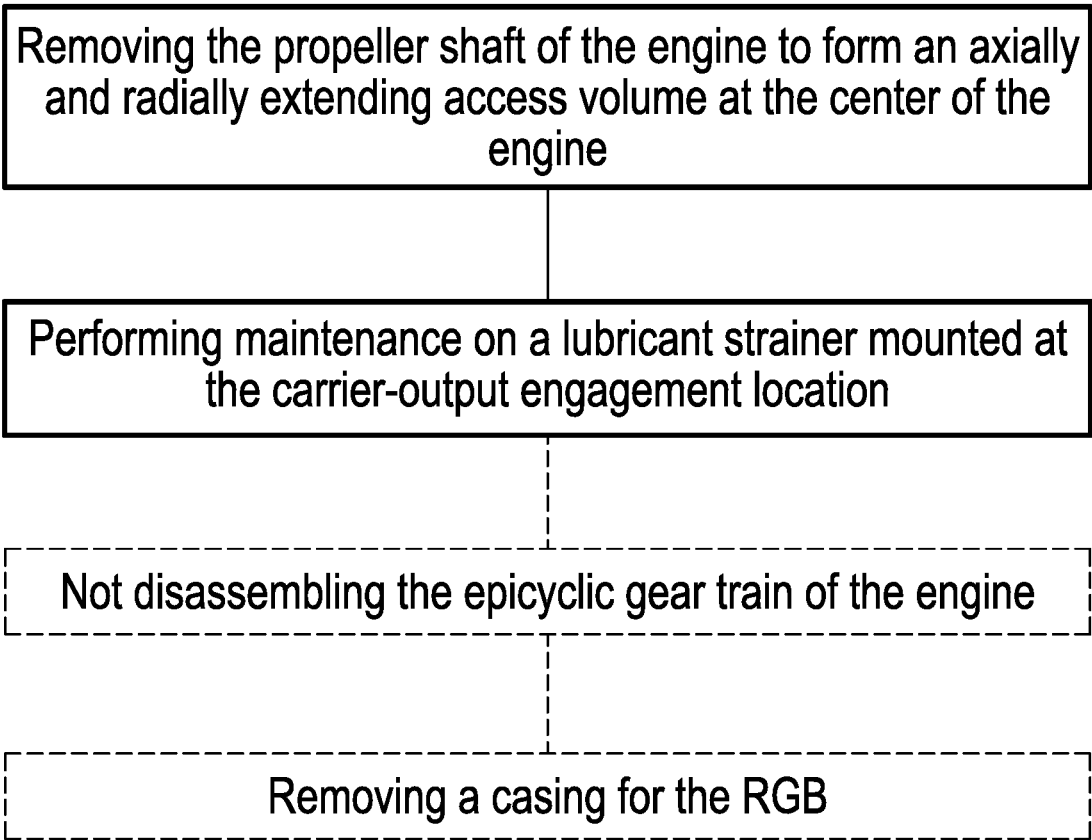 Removing the propeller shaft of the engine to form an axially
and radially extending access volume at the center of the
engine
Performing maintenance on a lubricant strainer mounted at
the carrier-output engagement location
Not disassembling the epicyclic gear train of the engine
Removing a casing for the RGB